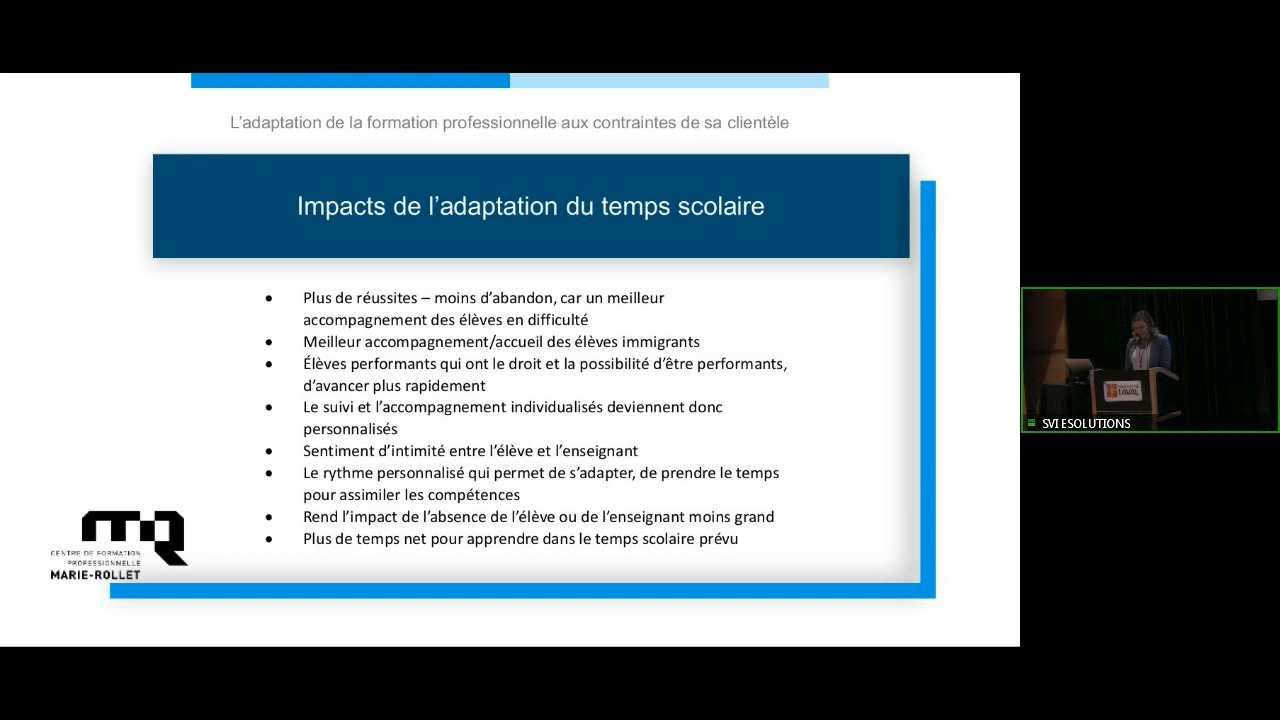 L'adaptation de la formation professionnelle aux contraintes de sa clientèle
Impacts de l'adaptation du temps scolaire
• Plus de réussites – moins d'abandon, car un meilleur
accompagnement des élèves en difficulté
• Meilleur accompagnement/accueil des élèves immigrants
• Élèves performants qui ont le droit et la possibilité d'être performants,
d'avancer plus rapidement
• Le suivi et l'accompagnement individualisés deviennent donc
personnalisés
• Sentiment d'intimité entre l'élève et l'enseignant
• Le rythme personnalisé qui permet de s'adapter, de prendre le temps
pour assimiler les compétences
• Rend l'impact de l'absence de l'élève ou de l'enseignant moins grand
• Plus de temps net pour apprendre dans le temps scolaire prévu
CENTRE DE FORMATION
PROFESSIONNELLE
MARIE-ROLLET
LAVAL
SVI ESOLUTIONS